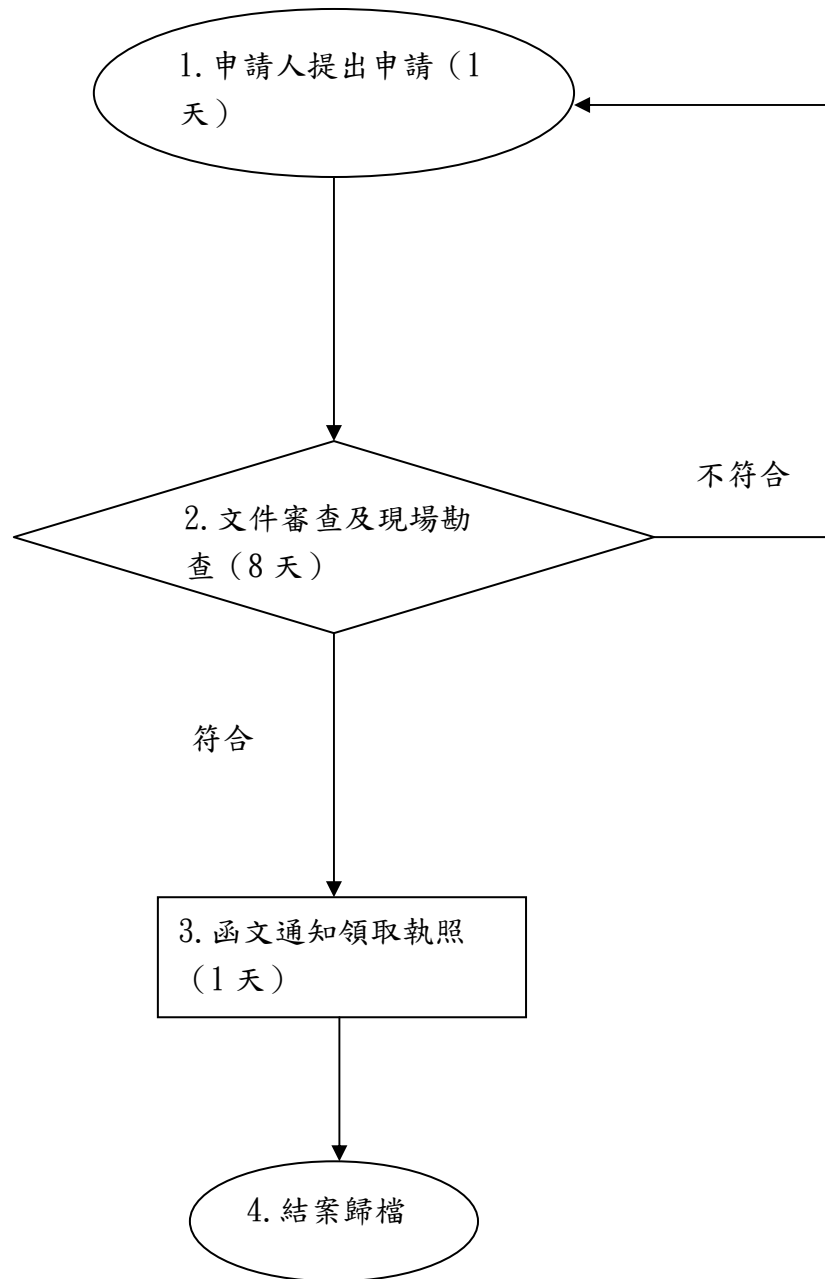 1.申請人提出申請（1
天）
不符合
2.文件審查及現場勘
查（8天）
符合
3.函文通知領取執照
（1天）
4.結案歸檔